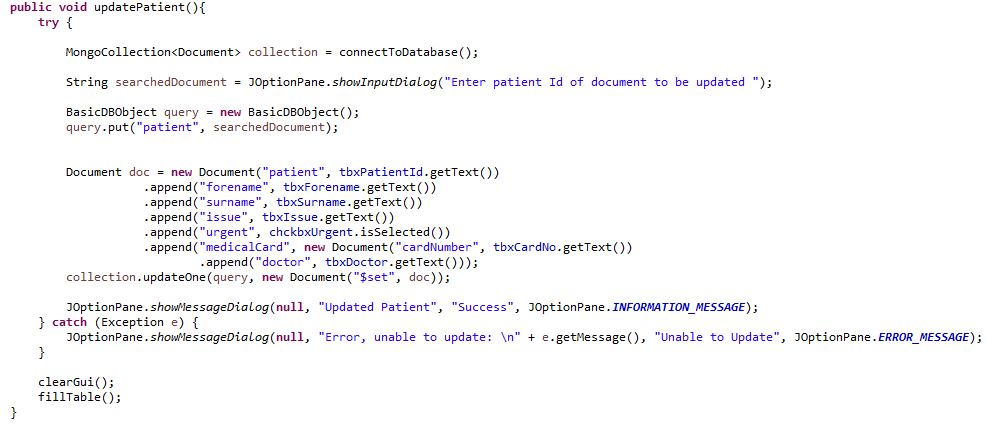 public void updatePatient(){
    try {

        MongoCollection<Document> collection = connectToDatabase();

        String searchedDocument = JOptionPane.showInputDialog("Enter patient Id of document to be updated ");

        BasicDBObject query = new BasicDBObject();
        query.put("patient", searchedDocument);


        Document doc = new Document("patient", tbxPatientId.getText())
                   .append("forename", tbxForename.getText())
                   .append("surname", tbxSurname.getText())
                   .append("issue", tbxIssue.getText())
                   .append("urgent", chckbxUrgent.isSelected())
                   .append("medicalCard", new Document("cardNumber", tbxCardNo.getText())
                           .append("doctor", tbxDoctor.getText()));
        collection.updateOne(query, new Document("$set", doc));

        JOptionPane.showMessageDialog(null, "Updated Patient", "Success", JOptionPane.INFORMATION_MESSAGE);
    } catch (Exception e) {
        JOptionPane.showMessageDialog(null, "Error, unable to update: \n" + e.getMessage(), "Unable to Update", JOptionPane.ERROR_MESSAGE);
    }

    clearGui();
    fillTable();
}